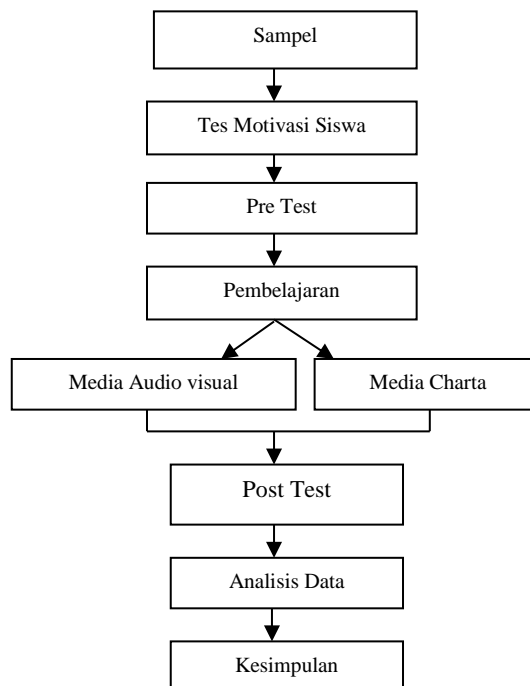 Sampel
Tes Motivasi Siswa
Pre Test
Pembelajaran
Media Audio visual
Media Charta
Post Test
Analisis Data
Kesimpulan